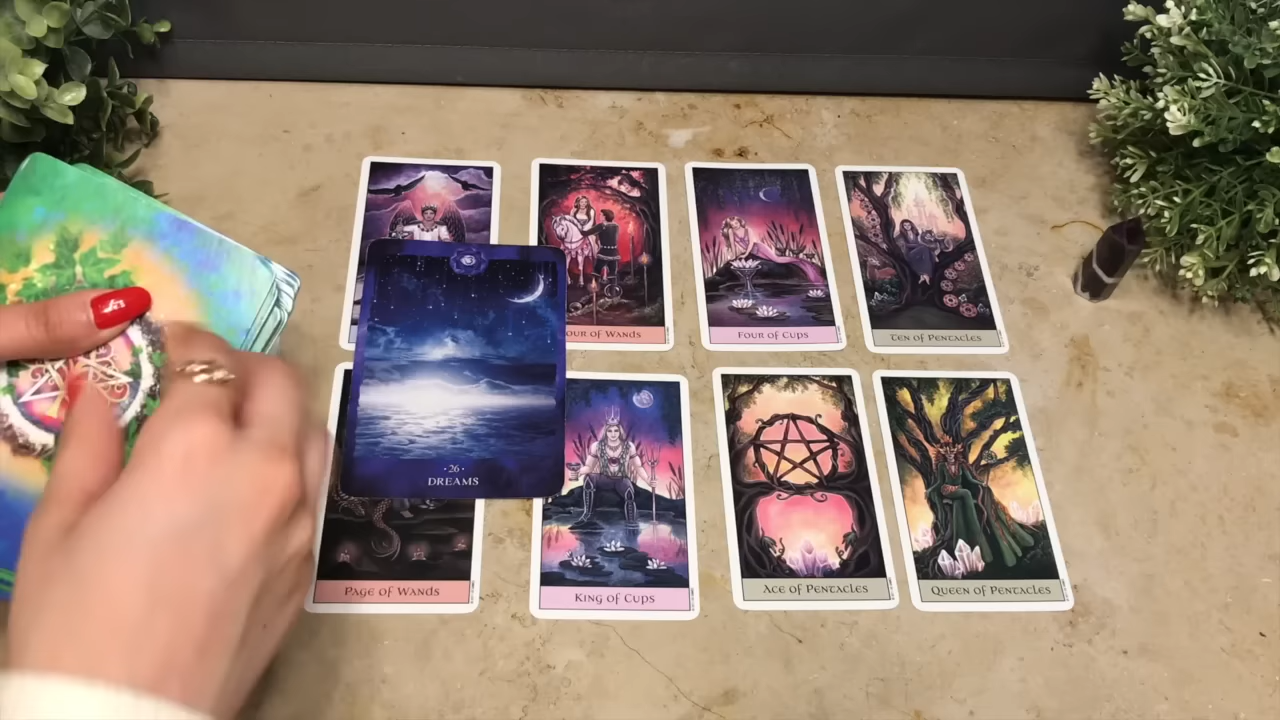 OUR OF WANDS
FOUR OF CUPS
TEN OF PENTACLES
· 26 ·
DREAMS
PAGE OF WANDS
KING OF CUPS
ACE OF PENTACLES
QUEEN OF PENTACLES